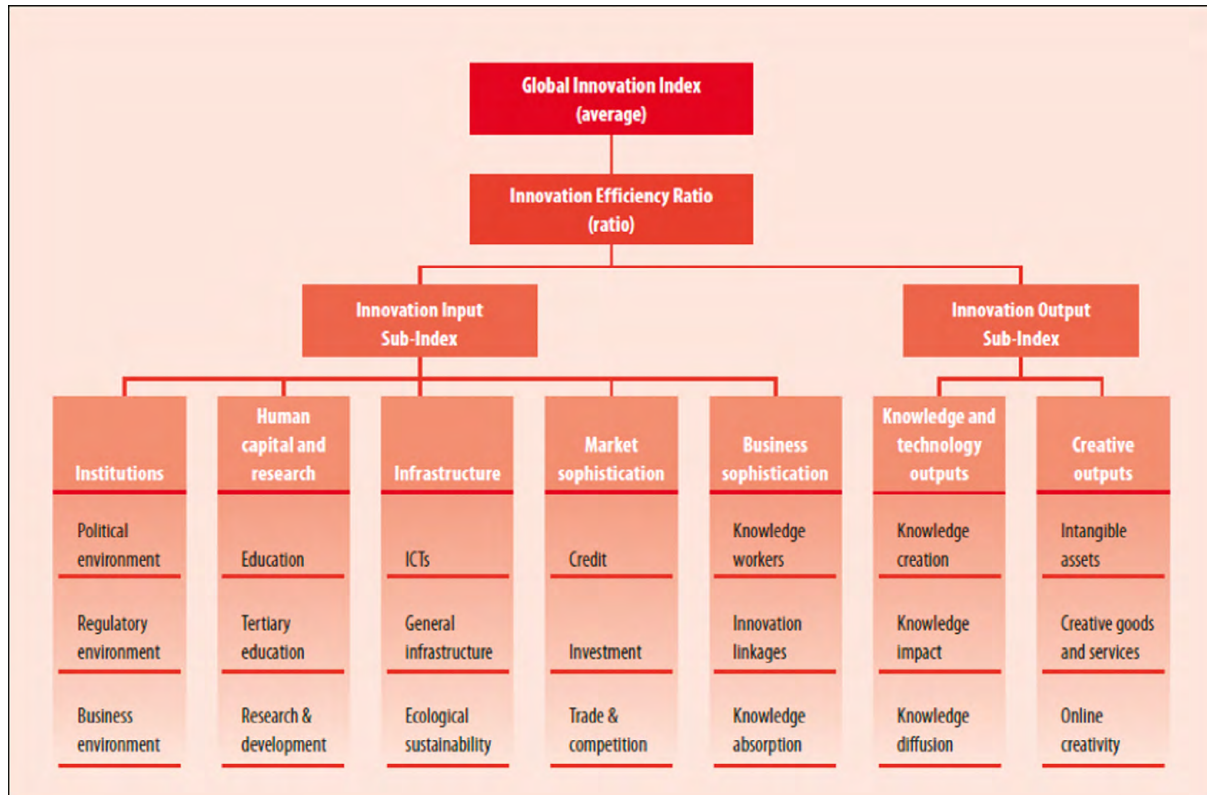 Global Innovation Index
(average)
Innovation Efficiency Ratio
(ratio)
Innovation Input
Sub-Index
Innovation Output
Sub-Index
Institutions
Human
capital and
research
Infrastructure
Market
sophistication
Business
sophistication
Knowledge and
technology
outputs
Creative
outputs
Political
environment
Education
ICTs
Credit
Knowledge
workers
Knowledge
creation
Intangible
assets
Regulatory
environment
Tertiary
education
General
infrastructure
Investment
Innovation
linkages
Knowledge
impact
Creative goods
and services
Business
environment
Research &
development
Ecological
sustainability
Trade &
competition
Knowledge
absorption
Knowledge
diffusion
Online
creativity